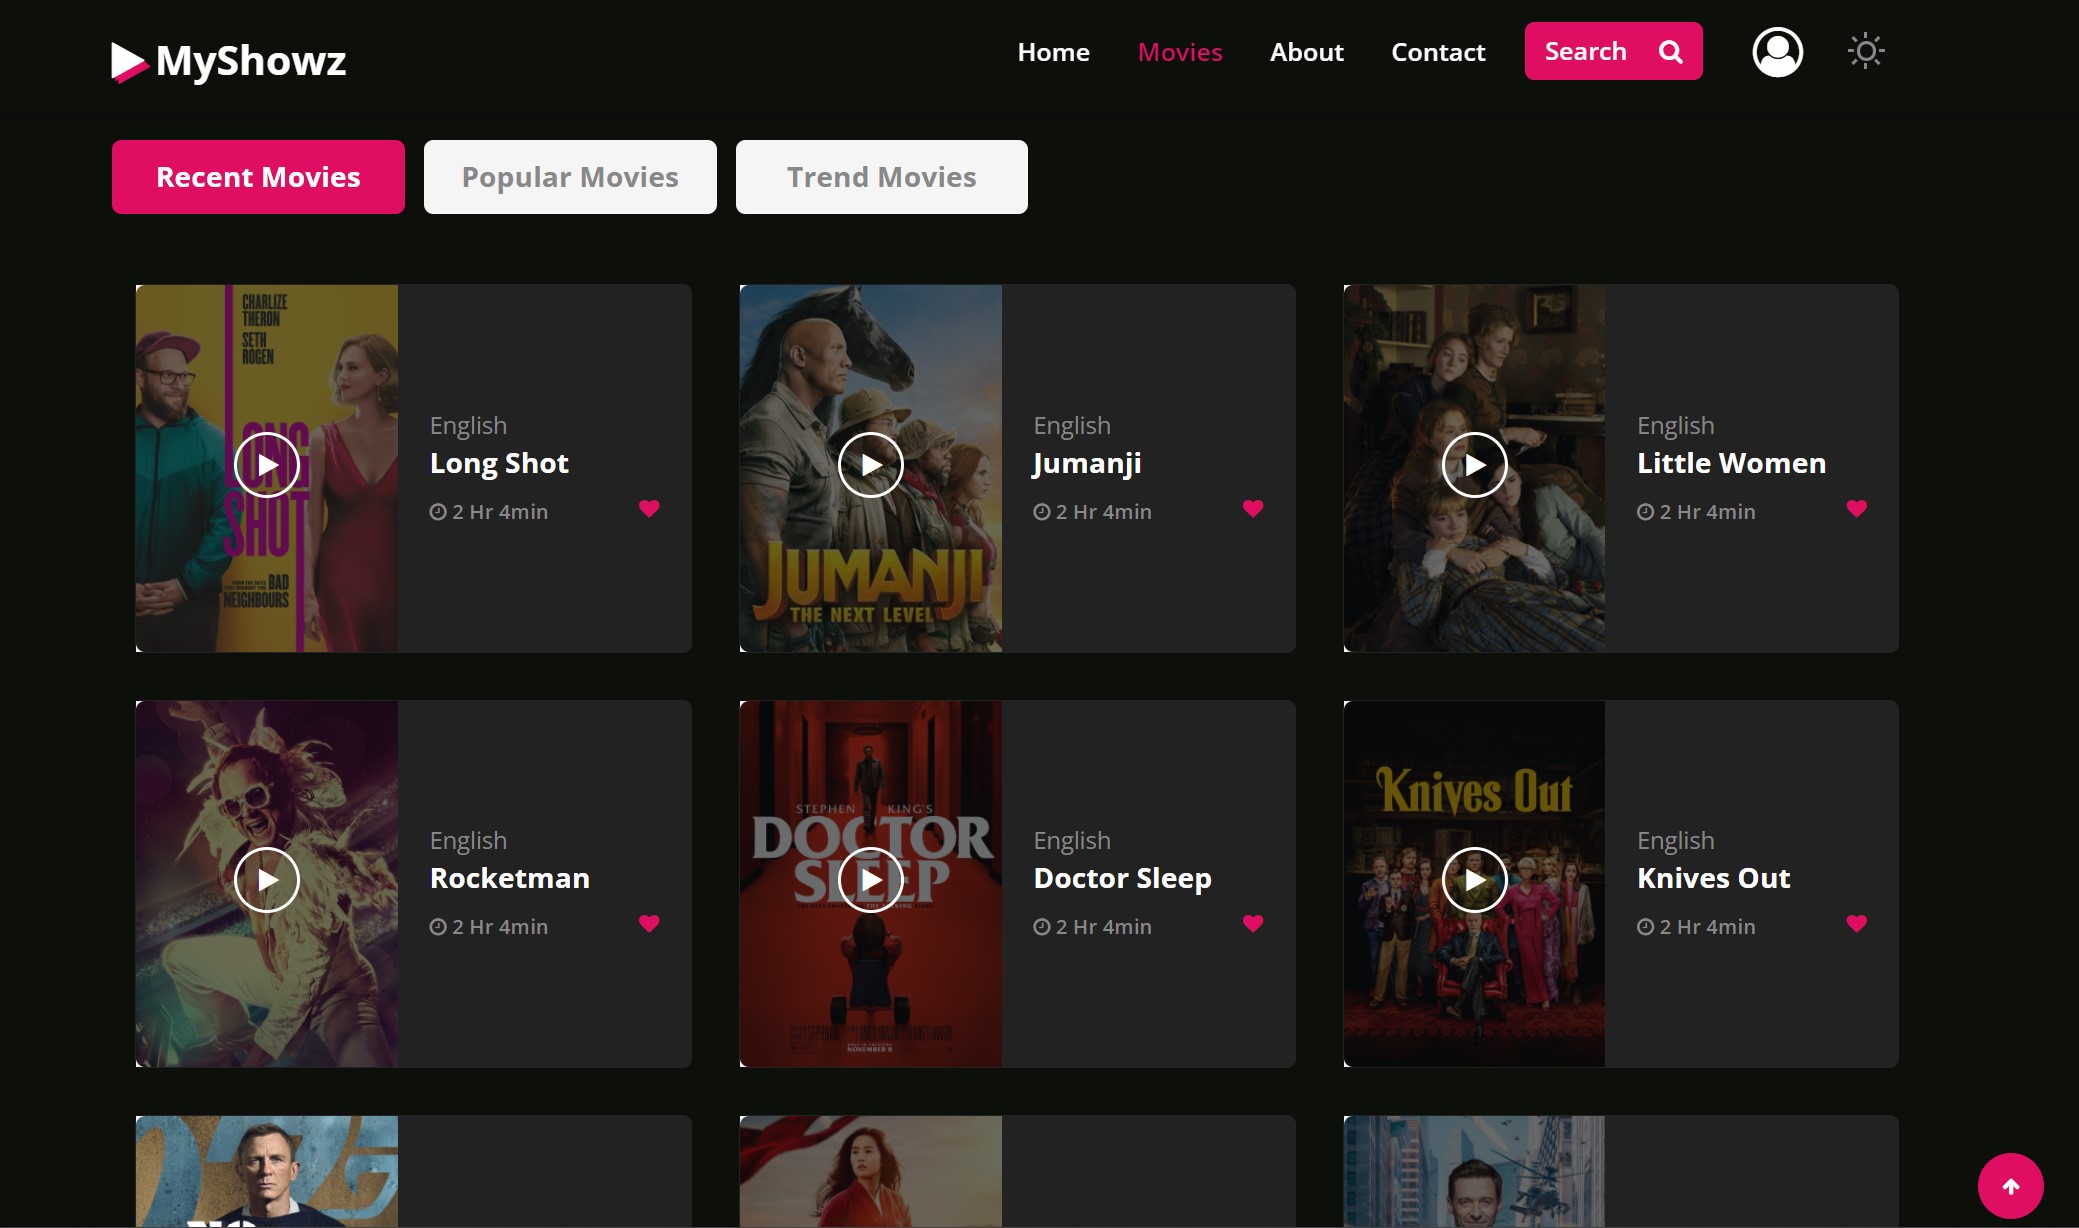 MyShowz
Home
Movies
About
Contact
Search
Recent Movies
Popular Movies
Trend Movies
CHARLIZE
THERON
SETH
ROGEN
LONG
SHOT
BAD
NEIGHBOURS
English
Long Shot
2 Hr 4min
JUMANJI
THE NEXT LEVEL
English
Jumanji
2 Hr 4min
English
Little Women
2 Hr 4min
English
Rocketman
2 Hr 4min
STEPHEN KING'S
DOCTOR
SLEEP
NOVEMBER 8
English
Doctor Sleep
2 Hr 4min
Knives Out
English
Knives Out
2 Hr 4min